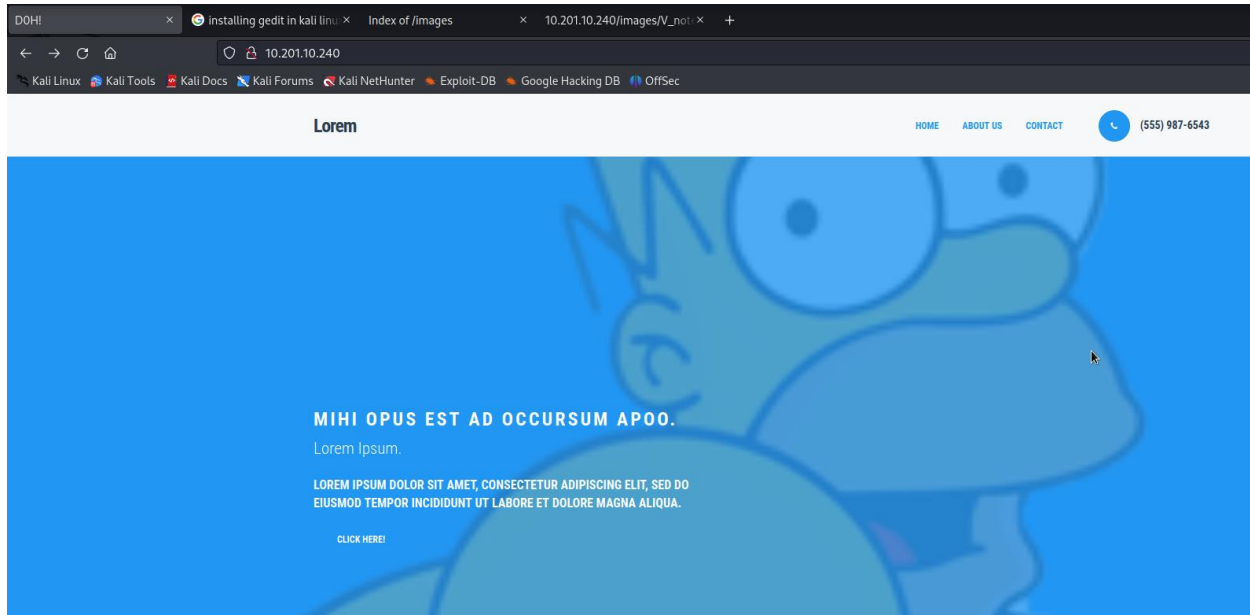 D0H!
installing gedit in kali linu
Index of /images
10.201.10.240/images/V_not
10.201.10.240
Kali Linux Kali Tools Kali Docs Kali Forums Kali NetHunter Exploit-DB Google Hacking DB OffSec
Lorem
HOME ABOUT US CONTACT (555) 987-6543
MIHI OPUS EST AD OCCURSUM APOO.
Lorem Ipsum.
LOREM IPSUM DOLOR SIT AMET, CONSECTETUR ADIPISCING ELIT, SED DO
EIUSMOD TEMPOR INCIDIDUNT UT LABORE ET DOLORE MAGNA ALIQUA.
CLICK HERE!